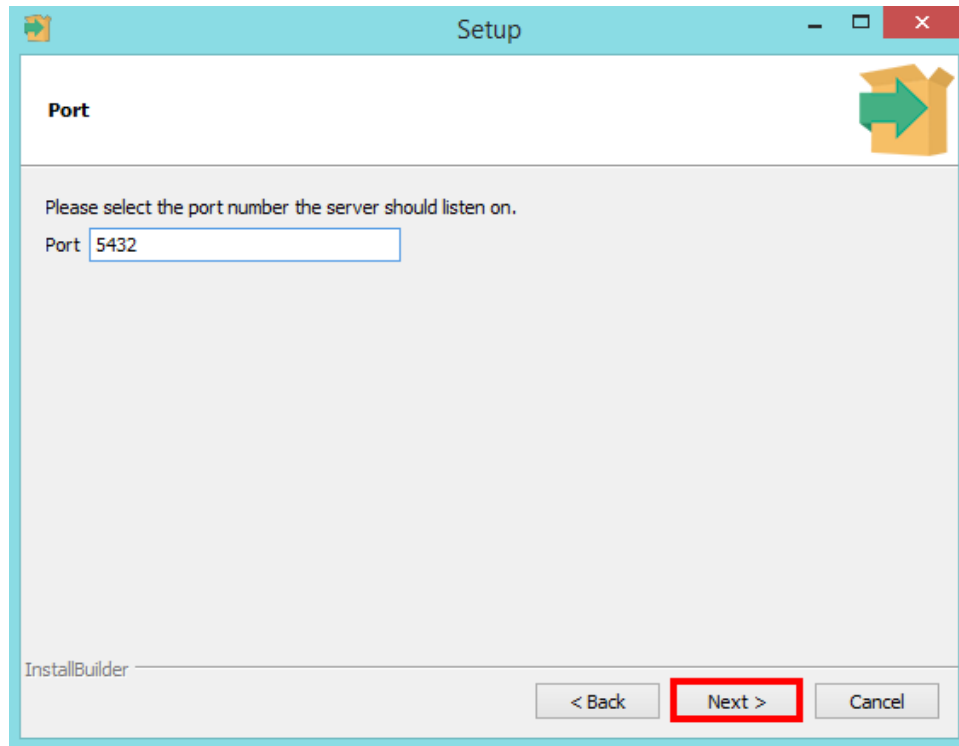 Setup
Port
Please select the port number the server should listen on.
Port 5432
InstallBuilder
< Back Next > Cancel